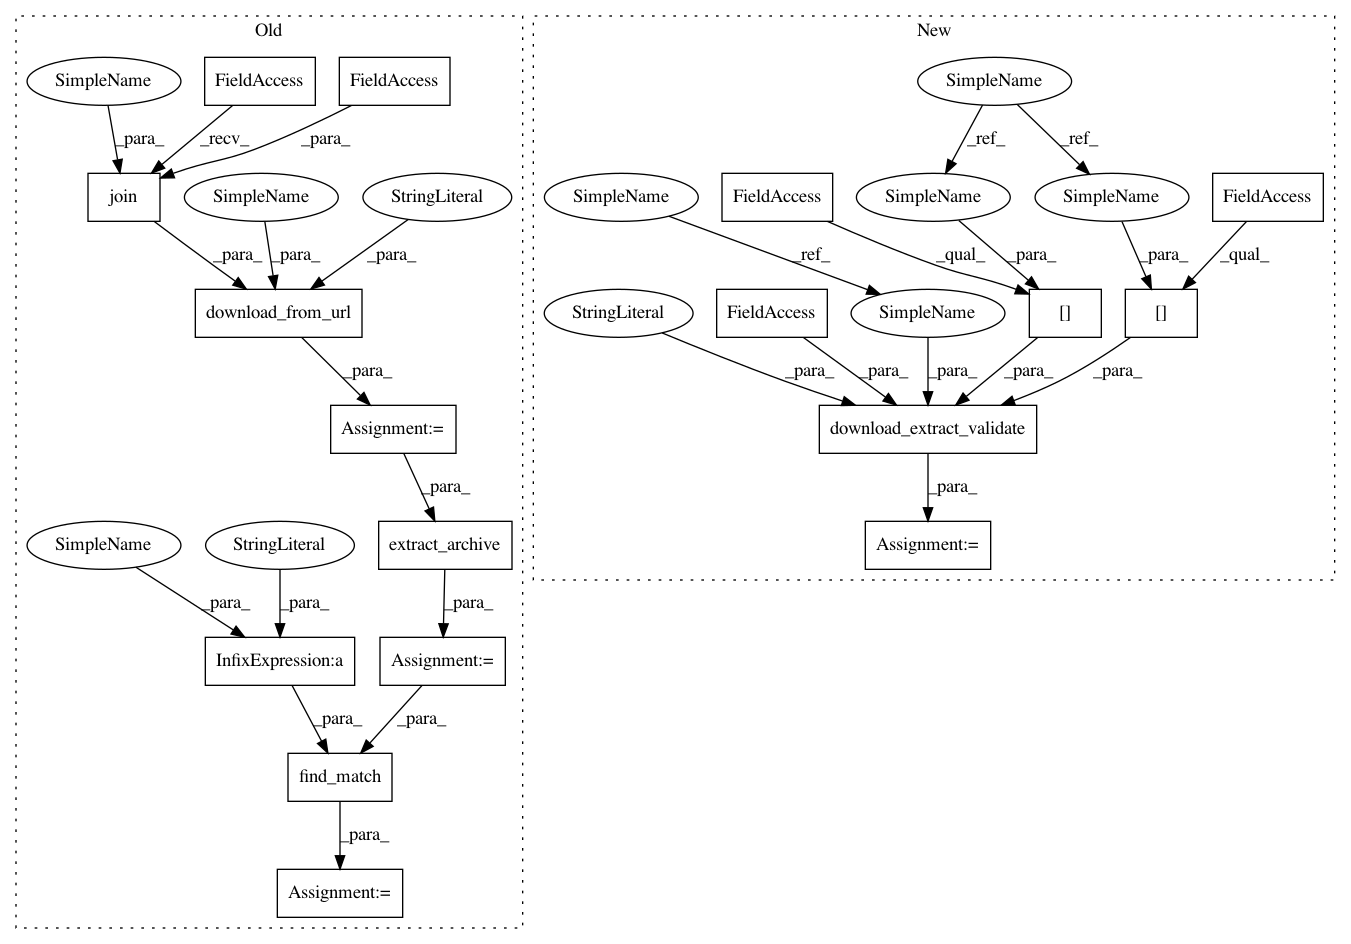 Old
New
SimpleName
FieldAccess
FieldAccess
SimpleName
_para_
_recv_
_para_
_ref_
_ref_
join
SimpleName
StringLiteral
SimpleName
FieldAccess
SimpleName
SimpleName
FieldAccess
_para_
_para_
_para_
_ref_
_qual_
_para_
_para_
_qual_
download_from_url
StringLiteral
FieldAccess
SimpleName
[]
[]
_para_
_para_
_para_
_para_
_para_
_para_
Assignment:=
download_extract_validate
_para_
_para_
SimpleName
StringLiteral
extract_archive
Assignment:=
_para_
_para_
_para_
InfixExpression:a
Assignment:=
_para_
_para_
find_match
_para_
Assignment:=